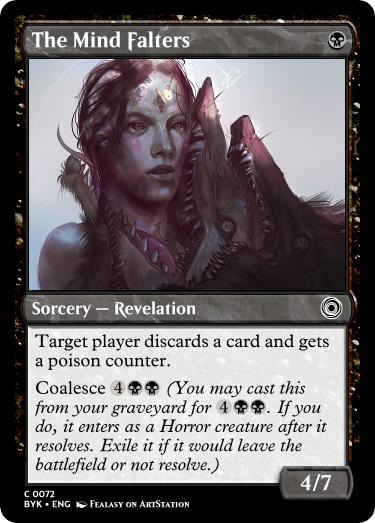 The Mind Falters
Sorcery — Revelation
Target player discards a card and gets
a poison counter.
Coalesce 4 (You may cast this
from your graveyard for 4 . If you
do, it enters as a Horror creature after it
resolves. Exile it if it would leave the
battlefield or not resolve.)
4/7
C 0072
BYK • ENG Fealasy on ArtStation